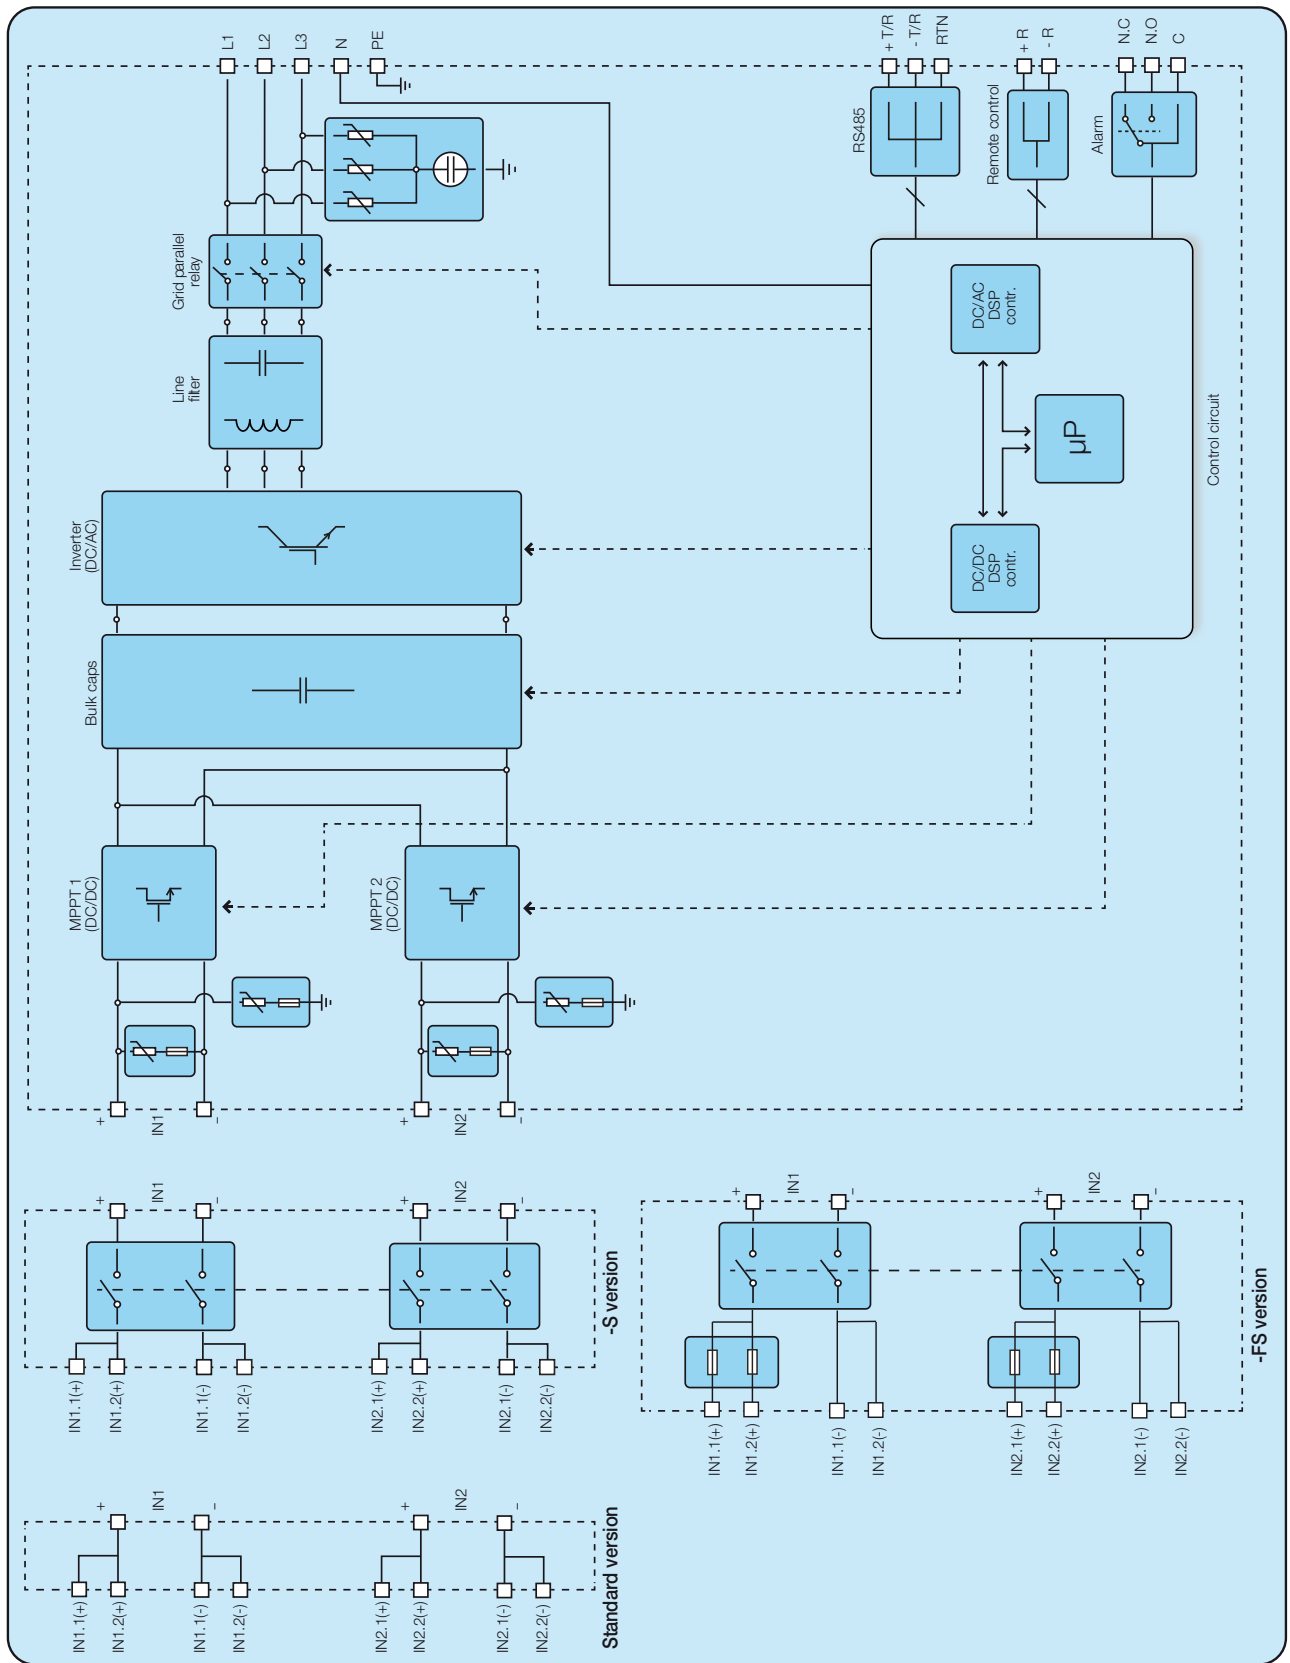 L1
L2
L3
N
PE
+ T/R
- T/R
RTN
+ R
- R
N.C
N.O
C
RS485
Remote control
Alarm
Grid parallel
relay
Line
filter
Inverter
(DC/AC)
Bulk caps
MPPT 1
(DC/DC)
MPPT 2
(DC/DC)
DC/AC
DSP
contr.
µP
DC/DC
DSP
contr.
Control circuit
+
IN1
−
+
IN2
−
+
IN1
−
+
IN2
−
IN1.1(+)
IN1.2(+)
IN1.1(-)
IN1.2(-)
IN2.1(+)
IN2.2(+)
IN2.1(-)
IN2.2(-)
-S version
+
IN1
−
+
IN2
−
IN1.1(+)
IN1.2(+)
IN1.1(-)
IN1.2(-)
IN2.1(+)
IN2.2(+)
IN2.1(-)
IN2.2(-)
-FS version
+
IN1
−
+
IN2
−
IN1.1(+)
IN1.2(+)
IN1.1(-)
IN1.2(-)
IN2.1(+)
IN2.2(+)
IN2.1(-)
IN2.2(-)
Standard version